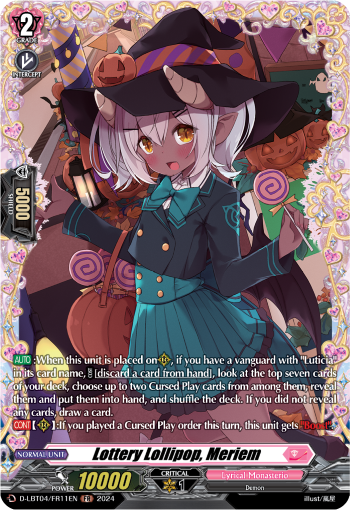 2
GRADE
INTERCEPT
5000
SHIELD
AUTO :When this unit is placed on , if you have a vanguard with "Luticia"
in its card name, [discard a card from hand], look at the top seven cards
of your deck, choose up to two Cursed Play cards from among them, reveal
them and put them into hand, and shuffle the deck. If you did not reveal
any cards, draw a card.
CONT [ ]:If you played a Cursed Play order this turn, this unit gets "Boost".
NORMAL UNIT
Lottery Lollipop, Meriem
Lyrical Monasterio
Demon
POWER 10000
CRITICAL
1
D-LBT04/FR11EN FR 2024
illust/風屋